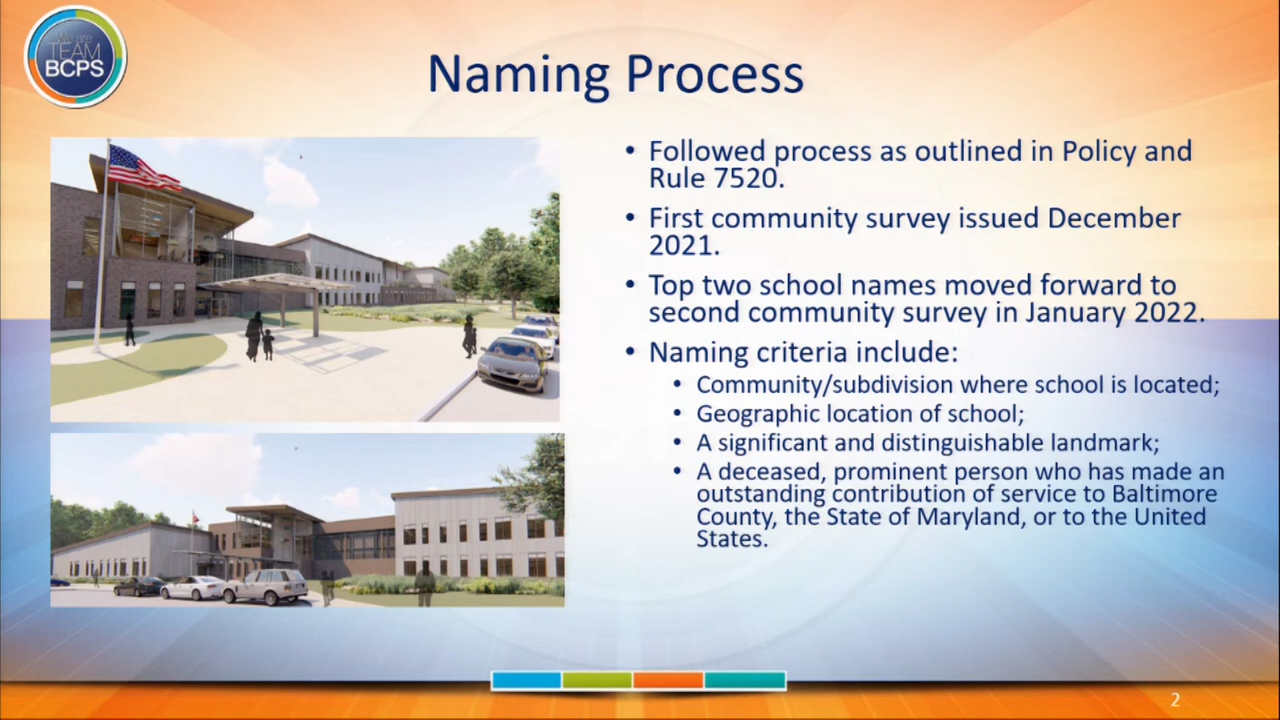 We are
TEAM
BCPS
Naming Process
• Followed process as outlined in Policy and
Rule 7520.
• First community survey issued December
2021.
• Top two school names moved forward to
second community survey in January 2022.
• Naming criteria include:
• Community/subdivision where school is located;
• Geographic location of school;
• A significant and distinguishable landmark;
• A deceased, prominent person who has made an
outstanding contribution of service to Baltimore
County, the State of Maryland, or to the United
States.
2